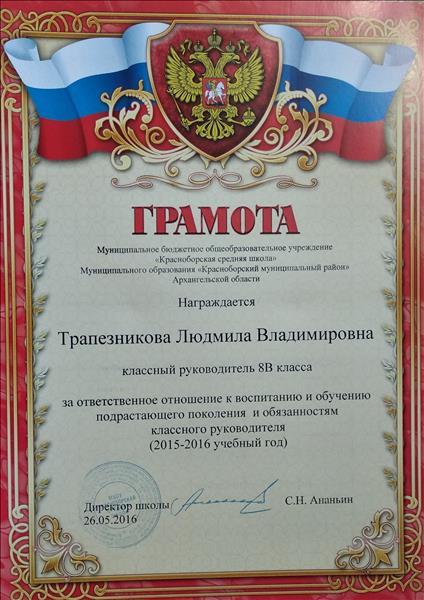 ГРАМОТА
Муниципальное бюджетное общеобразовательное учреждение
«Красноборская средняя школа»
Муниципального образования «Красноборский муниципальный район»
Архангельской области
Награждается
Трапезникова Людмила Владимировна
классный руководитель 8В класса
за ответственное отношение к воспитанию и обучению
подрастающего поколения и обязанностям
классного руководителя
(2015-2016 учебный год)
Директор школы С.Н. Ананьин
26.05.2016